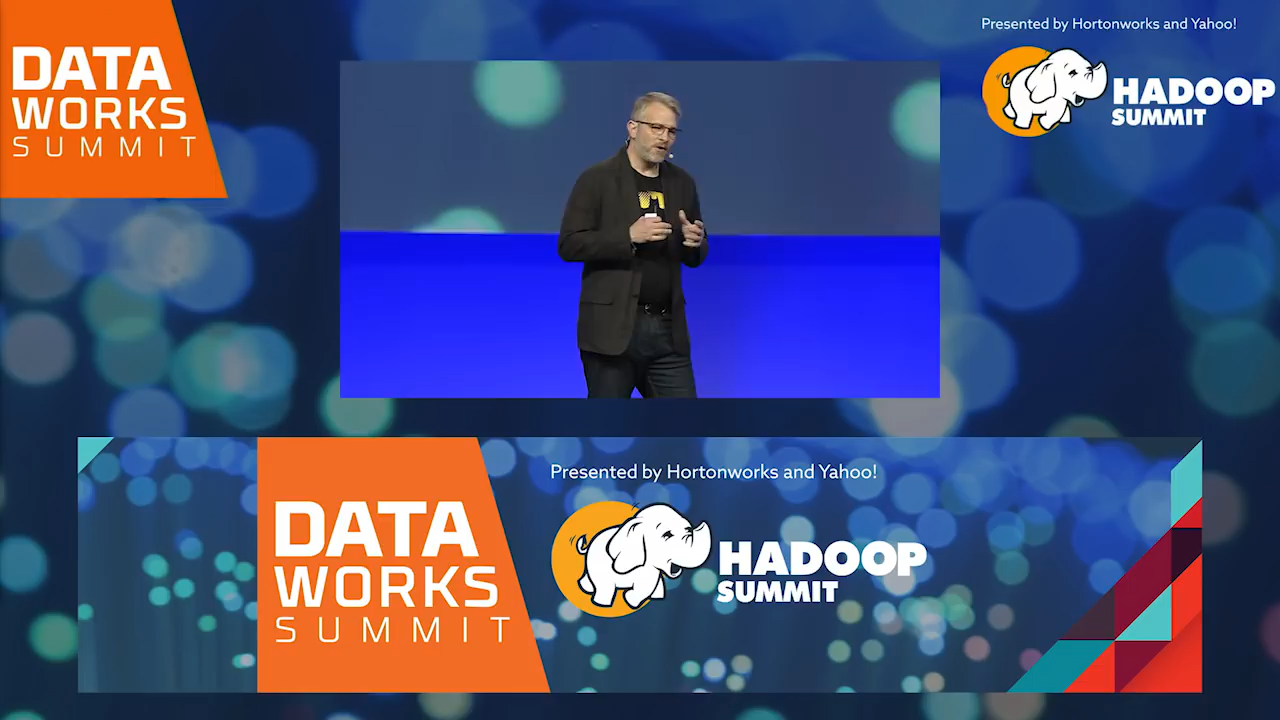 DATA
WORKS
SUMMIT
Presented by Hortonworks and Yahoo!
HADOOP
SUMMIT
DATA
WORKS
SUMMIT
Presented by Hortonworks and Yahoo!
HADOOP
SUMMIT